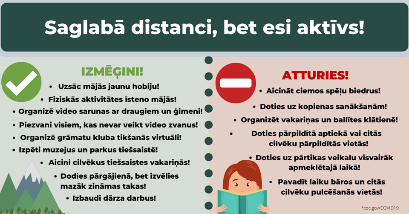 Saglabā distanci, bet esi aktīvs!
IZMĒĢINI!
• Uzsāc mājās jaunu hobiju!
• Fiziskās aktivitātes īsteno mājās!
• Organizē video sarunas ar draugiem un ģimeni!
• Piezvani visiem, kas nevar veikt video zvanus!
• Organizē grāmatu kluba tikšanās virtuāli!
• Izpēti muzejus un parkus tiešsaistē!
• Aicini cilvēkus tiešsaistes vakariņās!
• Dodies pārgājienā, bet izvēlies
mazāk zināmas takas!
• Izbaudi dārza darbus!
ATTURIES!
• Aicināt ciemos spēļu biedrus!
• Doties uz kopienas sanākšanām!
• Organizēt vakariņas un ballītes klātienē!
• Doties pārpildītā aptiekā vai citās
cilvēku pārpildītās vietās!
• Doties uz pārtikas veikalu visvairāk
apmeklētajā laikā!
• Pavadīt laiku bāros un citās
cilvēku pulcēšanās vietās!